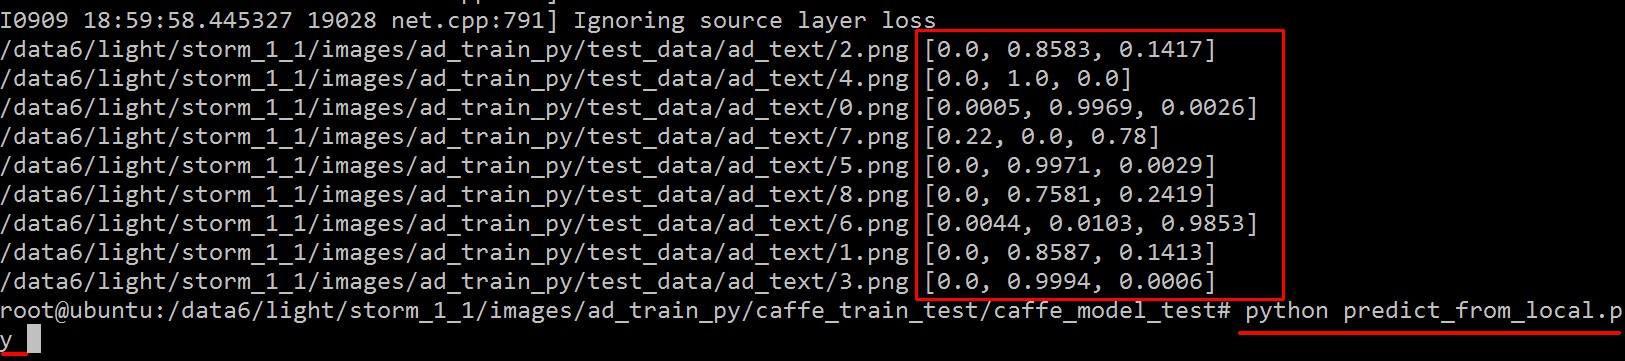 I0909 18:59:58.445327 19028 net.cpp:791] Ignoring source layer loss
/data6/light/storm_1_1/images/ad_train_py/test_data/ad_text/2.png [0.0, 0.8583, 0.1417]
/data6/light/storm_1_1/images/ad_train_py/test_data/ad_text/4.png [0.0, 1.0, 0.0]
/data6/light/storm_1_1/images/ad_train_py/test_data/ad_text/0.png [0.0005, 0.9969, 0.0026]
/data6/light/storm_1_1/images/ad_train_py/test_data/ad_text/7.png [0.22, 0.0, 0.78]
/data6/light/storm_1_1/images/ad_train_py/test_data/ad_text/5.png [0.0, 0.9971, 0.0029]
/data6/light/storm_1_1/images/ad_train_py/test_data/ad_text/8.png [0.0, 0.7581, 0.2419]
/data6/light/storm_1_1/images/ad_train_py/test_data/ad_text/6.png [0.0044, 0.0103, 0.9853]
/data6/light/storm_1_1/images/ad_train_py/test_data/ad_text/1.png [0.0, 0.8587, 0.1413]
/data6/light/storm_1_1/images/ad_train_py/test_data/ad_text/3.png [0.0, 0.9994, 0.0006]
root@ubuntu:/data6/light/storm_1_1/images/ad_train_py/caffe_train_test/caffe_model_test# python predict_from_local.p
y